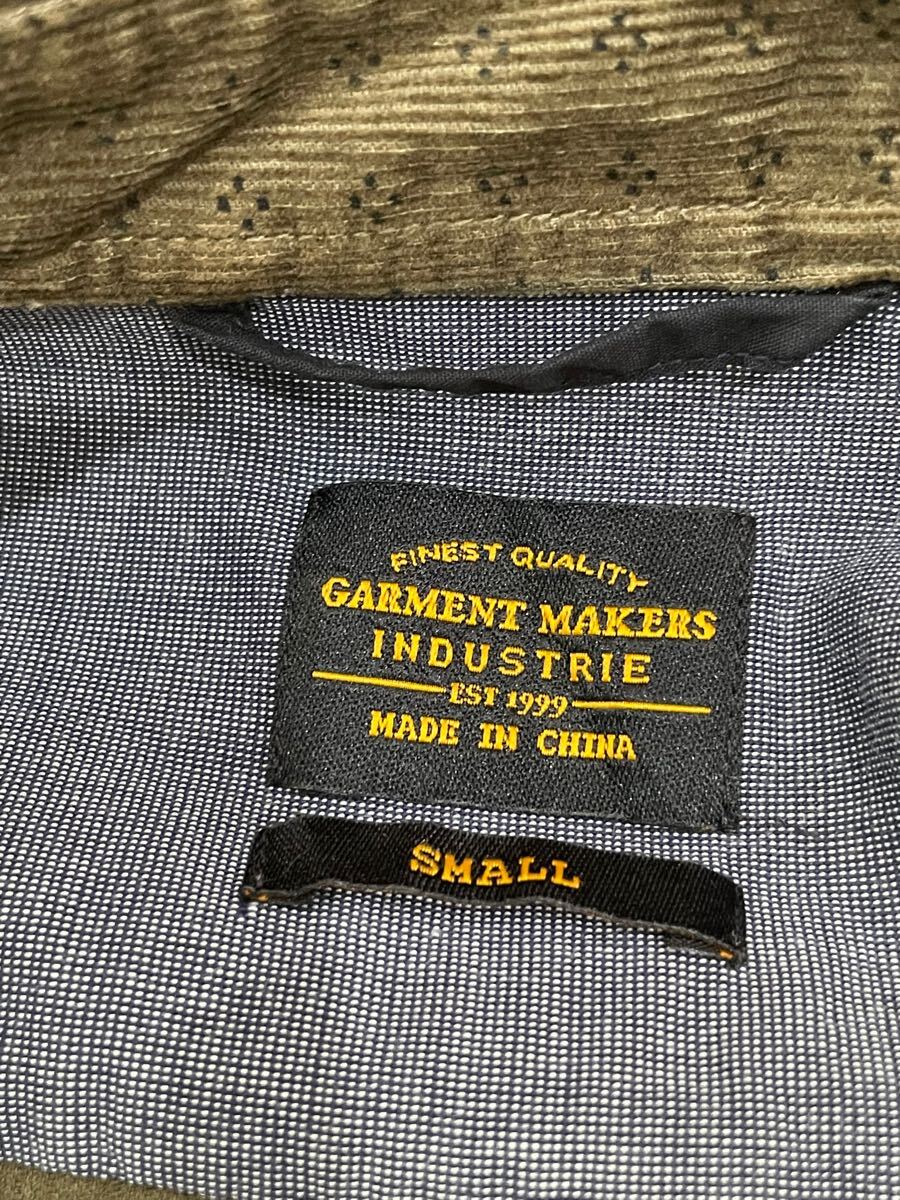 FINEST QUALITY
GARMENT MAKERS
INDUSTRIE
EST 1999
MADE IN CHINA
SMALL